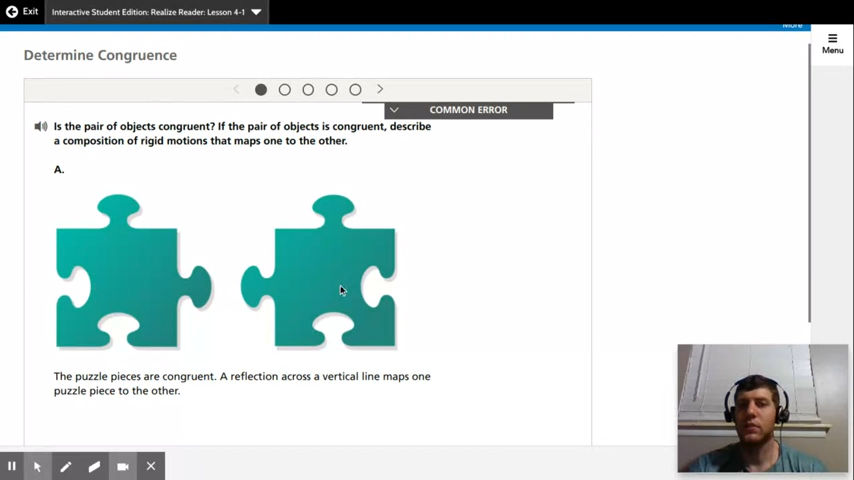 Exit
Interactive Student Edition: Realize Reader: Lesson 4-1
More
Menu
Determine Congruence
COMMON ERROR
Is the pair of objects congruent? If the pair of objects is congruent, describe
a composition of rigid motions that maps one to the other.
A.
The puzzle pieces are congruent. A reflection across a vertical line maps one
puzzle piece to the other.